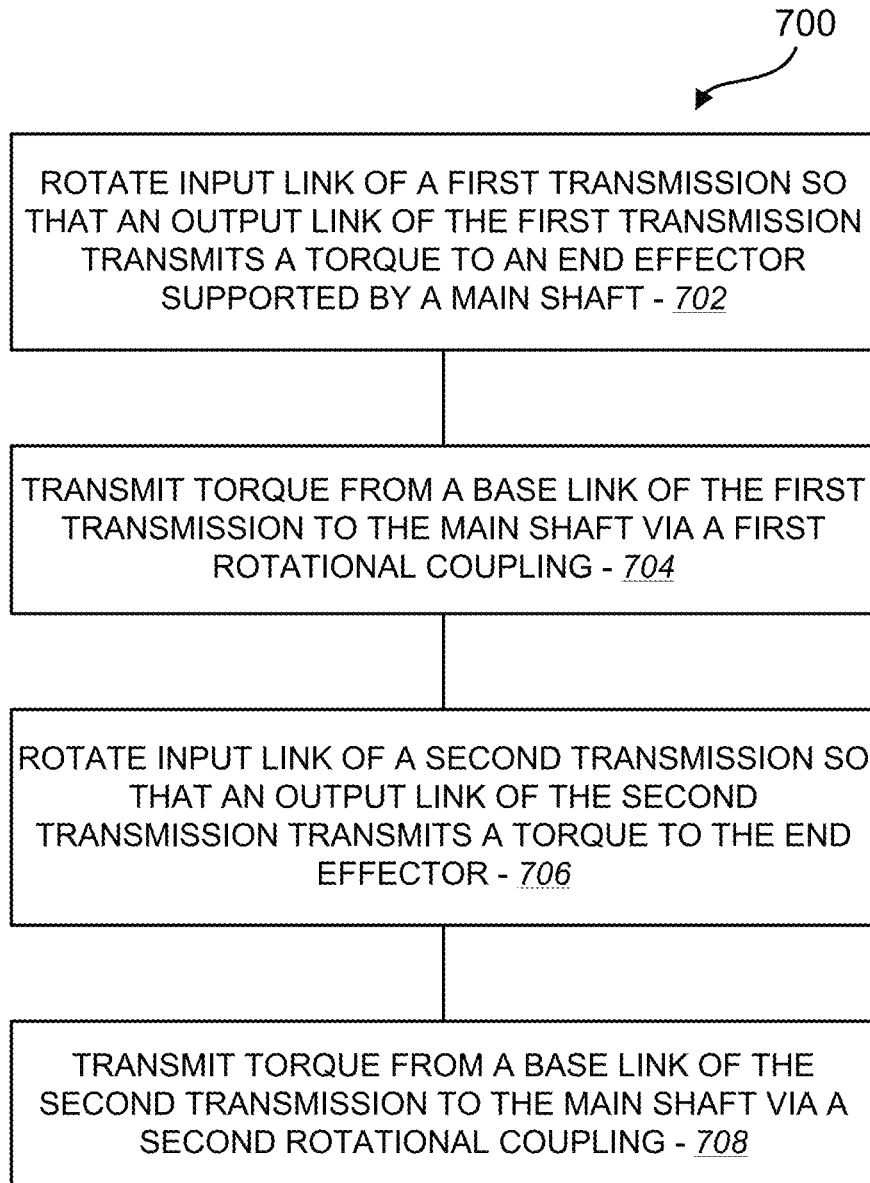 700
ROTATE INPUT LINK OF A FIRST TRANSMISSION SO
THAT AN OUTPUT LINK OF THE FIRST TRANSMISSION
TRANSMITS A TORQUE TO AN END EFFECTOR
SUPPORTED BY A MAIN SHAFT - 702
TRANSMIT TORQUE FROM A BASE LINK OF THE FIRST
TRANSMISSION TO THE MAIN SHAFT VIA A FIRST
ROTATIONAL COUPLING - 704
ROTATE INPUT LINK OF A SECOND TRANSMISSION SO
THAT AN OUTPUT LINK OF THE SECOND
TRANSMISSION TRANSMITS A TORQUE TO THE END
EFFECTOR - 706
TRANSMIT TORQUE FROM A BASE LINK OF THE
SECOND TRANSMISSION TO THE MAIN SHAFT VIA A
SECOND ROTATIONAL COUPLING - 708